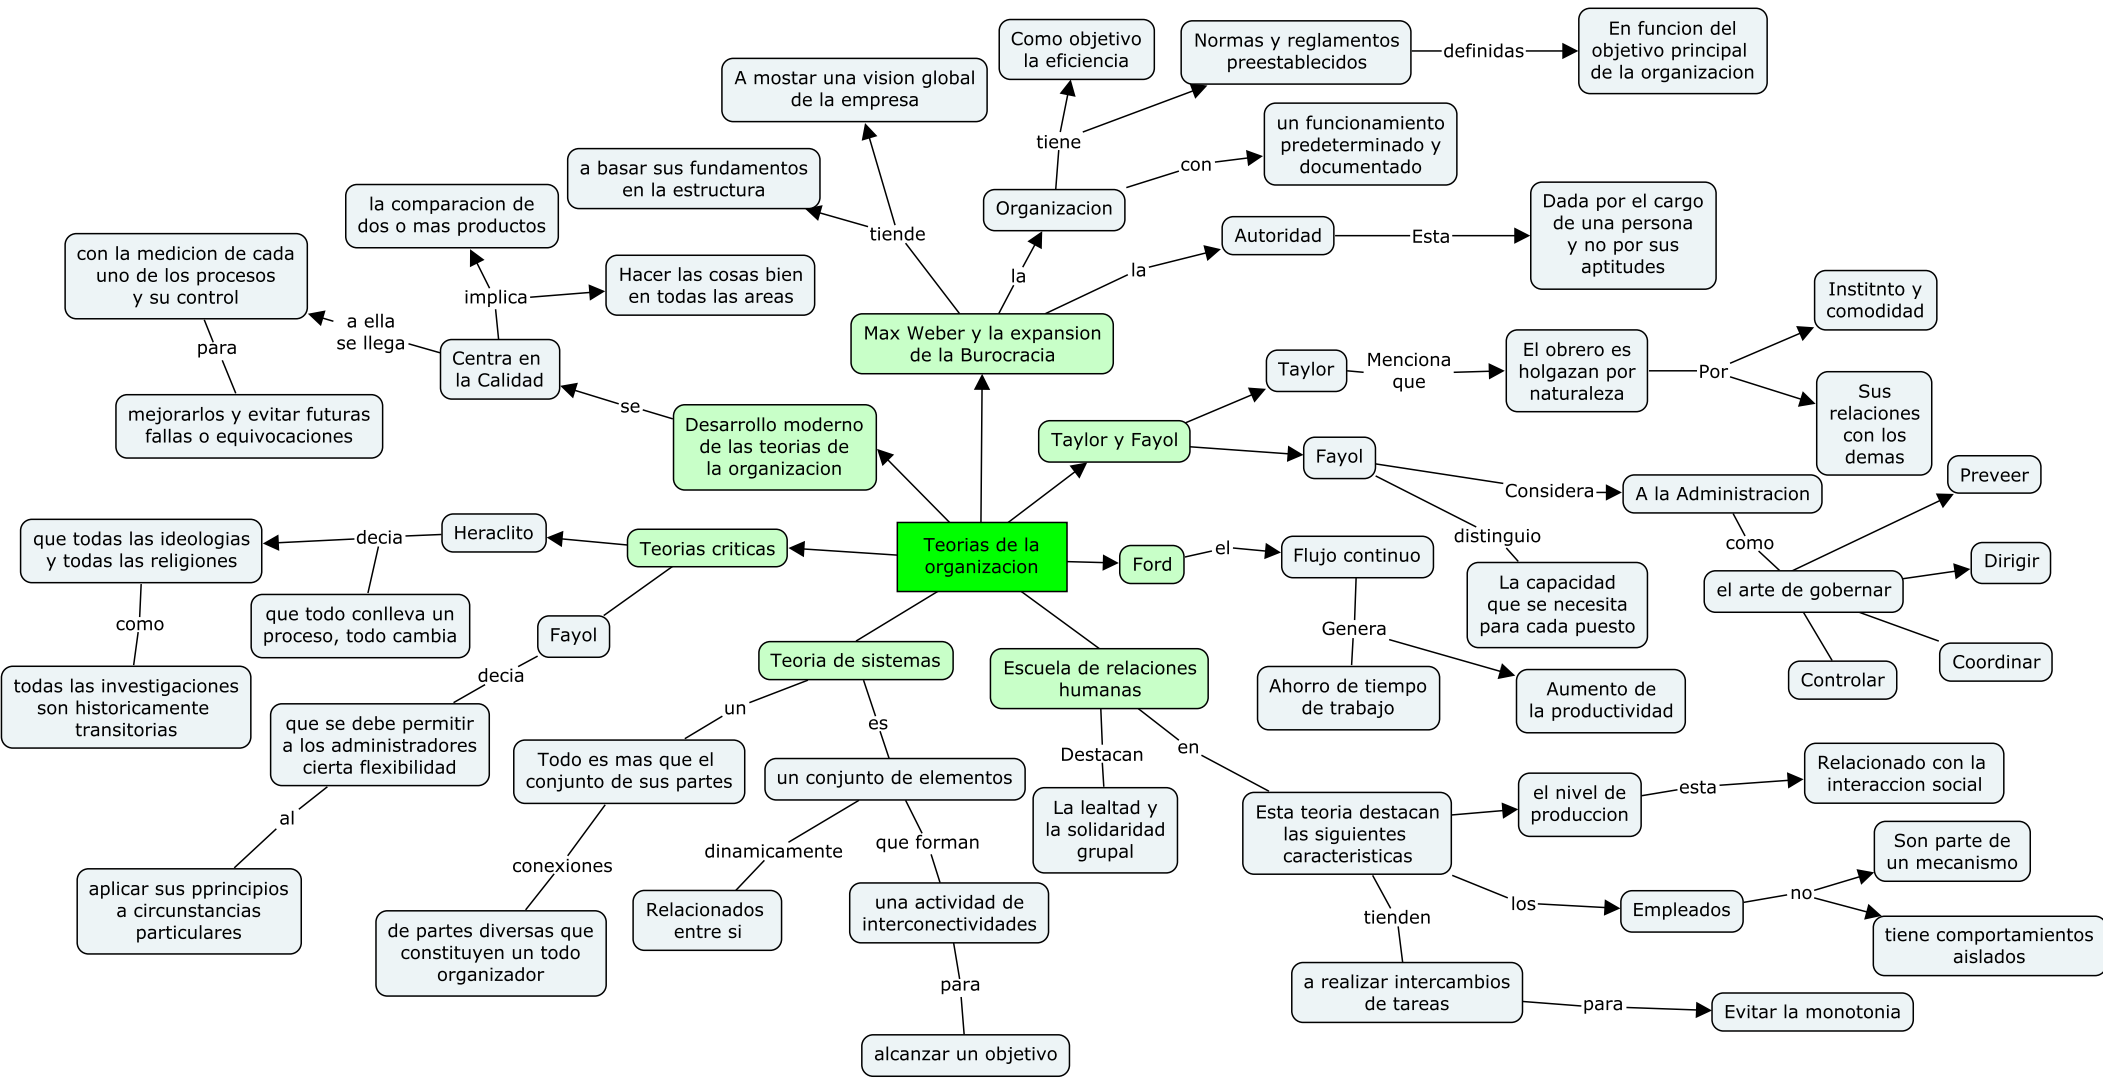 Teorias de la
organizacion
Max Weber y la expansion
de la Burocracia
tiende
A mostar una vision global
de la empresa
a basar sus fundamentos
en la estructura
la
Organizacion
tiene
Como objetivo
la eficiencia
Normas y reglamentos
preestablecidos
definidas
En funcion del
objetivo principal
de la organizacion
con
un funcionamiento
predeterminado y
documentado
la
Autoridad
Esta
Dada por el cargo
de una persona
y no por sus
aptitudes
Taylor y Fayol
Taylor
Menciona
que
El obrero es
holgazan por
naturaleza
Por
Institnto y
comodidad
Sus
relaciones
con los
demas
Fayol
Considera
A la Administracion
como
el arte de gobernar
Preveer
Dirigir
Coordinar
Controlar
distinguio
La capacidad
que se necesita
para cada puesto
Ford
el
Flujo continuo
Genera
Ahorro de tiempo
de trabajo
Aumento de
la productividad
Escuela de relaciones
humanas
Destacan
La lealtad y
la solidaridad
grupal
en
Esta teoria destacan
las siguientes
caracteristicas
el nivel de
produccion
esta
Relacionado con la
interaccion social
los
Empleados
no
Son parte de
un mecanismo
tiene comportamientos
aislados
tienden
a realizar intercambios
de tareas
para
Evitar la monotonia
Teoria de sistemas
un
Todo es mas que el
conjunto de sus partes
conexiones
de partes diversas que
constituyen un todo
organizador
es
un conjunto de elementos
dinamicamente
Relacionados
entre si
que forman
una actividad de
interconectividades
para
alcanzar un objetivo
Teorias criticas
Heraclito
decia
que todas las ideologias
y todas las religiones
como
todas las investigaciones
son historicamente
transitorias
que todo conlleva un
proceso, todo cambia
Fayol
decia
que se debe permitir
a los administradores
cierta flexibilidad
al
aplicar sus pprincipios
a circunstancias
particulares
Desarrollo moderno
de las teorias de
la organizacion
se
Centra en
la Calidad
implica
la comparacion de
dos o mas productos
Hacer las cosas bien
en todas las areas
a ella
se llega
con la medicion de cada
uno de los procesos
y su control
para
mejorarlos y evitar futuras
fallas o equivocaciones